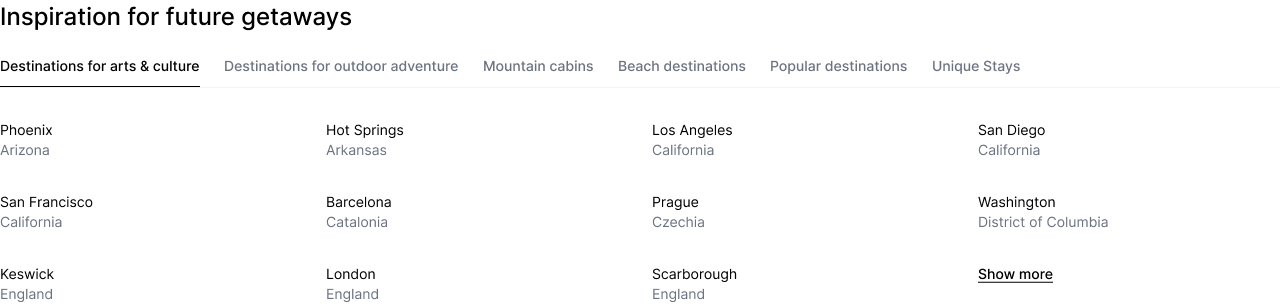 Inspiration for future getaways
Destinations for arts & culture Destinations for outdoor adventure Mountain cabins Beach destinations Popular destinations Unique Stays
Phoenix Hot Springs Los Angeles San Diego
Arizona Arkansas California California
San Francisco Barcelona Prague Washington
California Catalonia Czechia District of Columbia
Keswick London Scarborough Show more
England England England